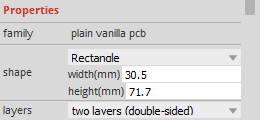 Properties
family plain vanilla pcb
shape Rectangle
width(mm) 30.5
height(mm) 71.7
layers two layers (double-sided)